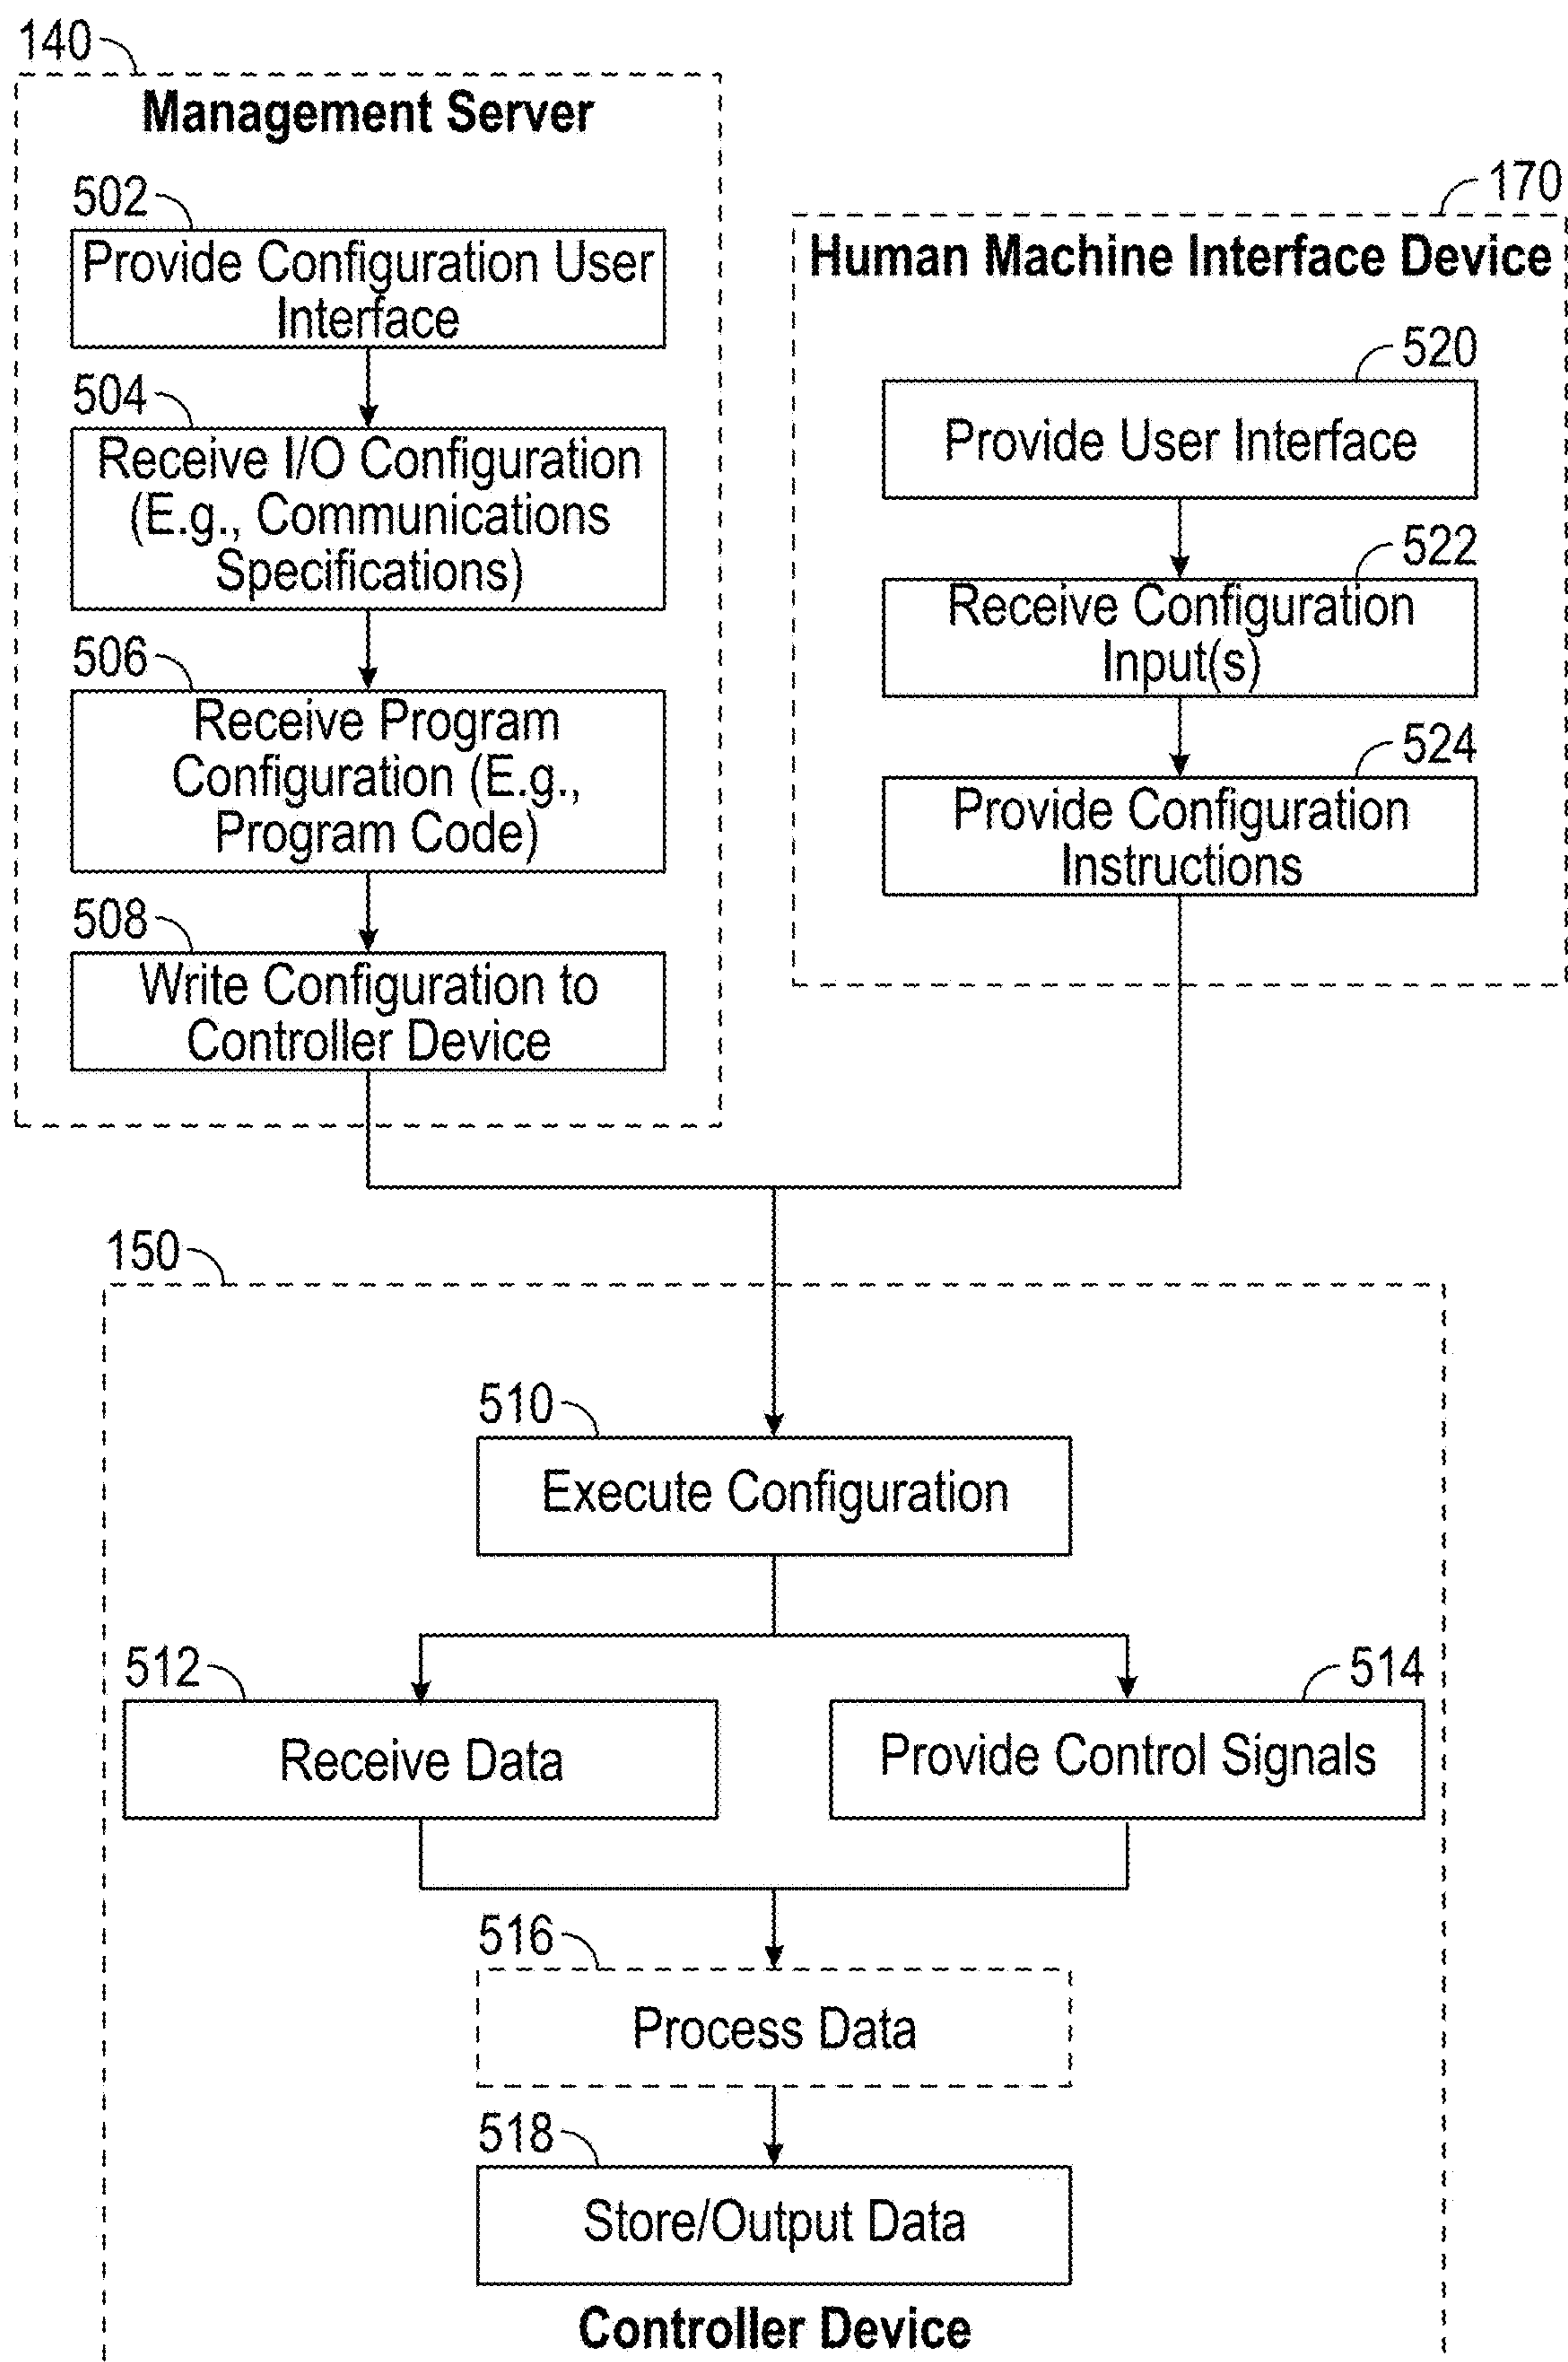 140
Management Server
502
Provide Configuration User
Interface
504
Receive I/O Configuration
(E.g., Communications
Specifications)
506
Receive Program
Configuration (E.g.,
Program Code)
508
Write Configuration to
Controller Device
170
Human Machine Interface Device
520
Provide User Interface
522
Receive Configuration
Input(s)
524
Provide Configuration
Instructions
150
510
Execute Configuration
512
Receive Data
514
Provide Control Signals
516
Process Data
518
Store/Output Data
Controller Device